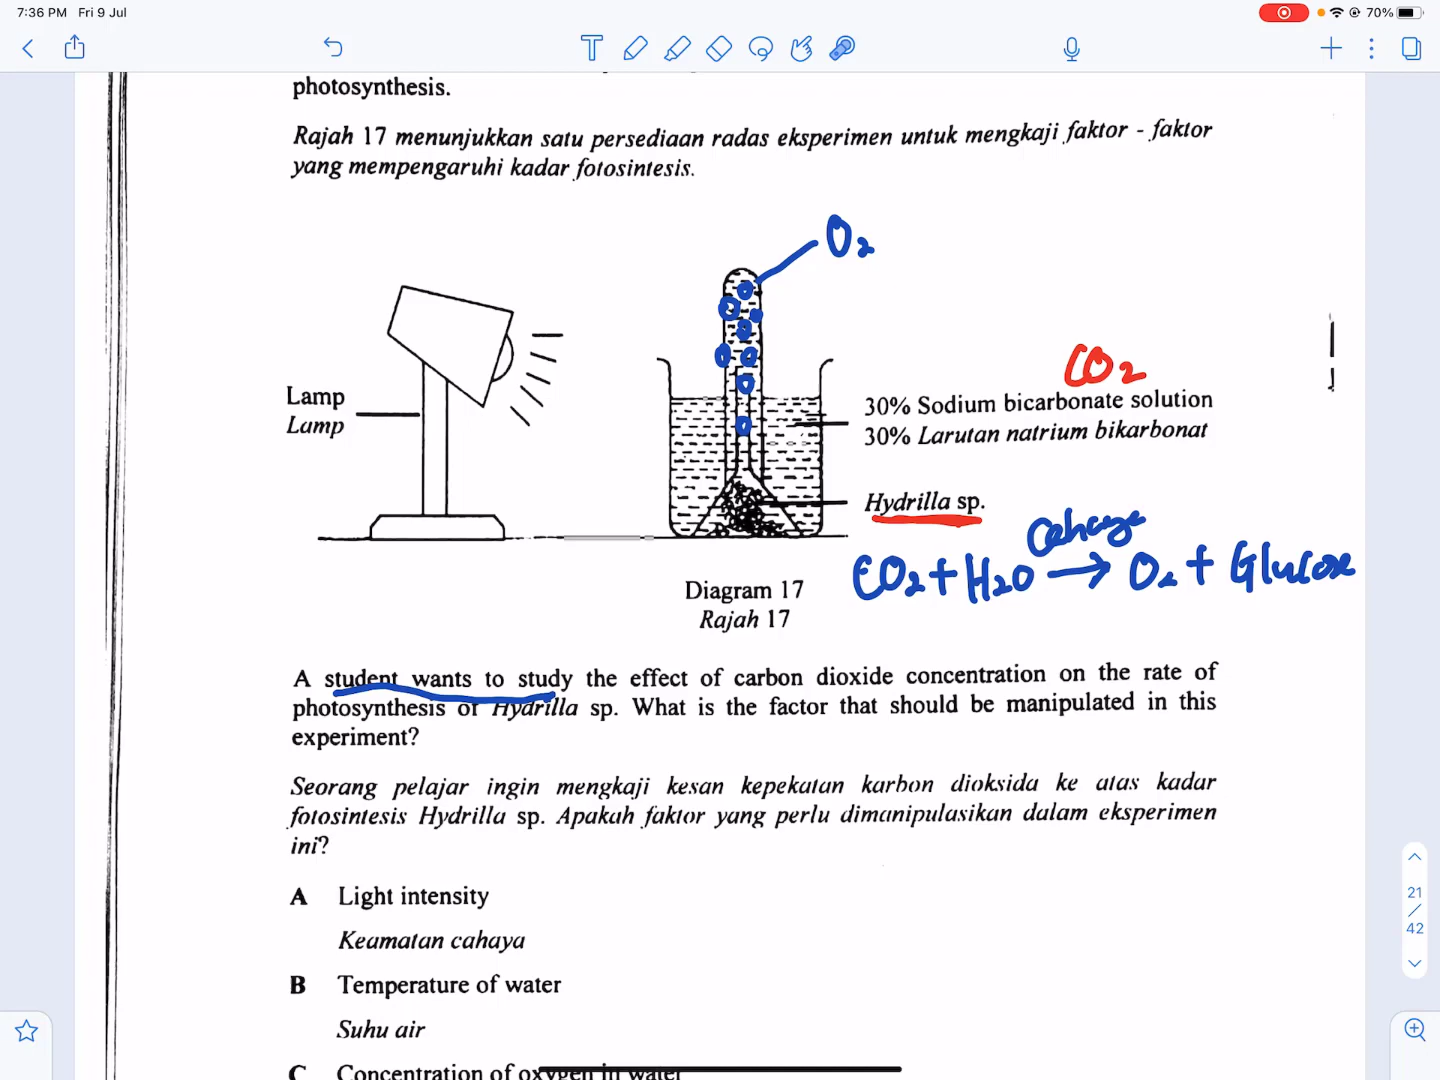 7:36 PM Fri 9 Jul
70%
photosynthesis.
Rajah 17 menunjukkan satu persediaan radas eksperimen untuk mengkaji faktor - faktor
yang mempengaruhi kadar fotosintesis.
O2
CO2
Lamp
Lamp
30% Sodium bicarbonate solution
30% Larutan natrium bikarbonat
Hydrilla sp.
Cahaya
CO2 + H2O → O2 + Glucose
Diagram 17
Rajah 17
A student wants to study the effect of carbon dioxide concentration on the rate of
photosynthesis of Hydrilla sp. What is the factor that should be manipulated in this
experiment?
Seorang pelajar ingin mengkaji kesan kepekatan karbon dioksida ke atas kadar
fotosintesis Hydrilla sp. Apakah faktor yang perlu dimanipulasikan dalam eksperimen
ini?
A Light intensity
Keamatan cahaya
B Temperature of water
Suhu air
C Concentration of oxygen in water
21
/
42